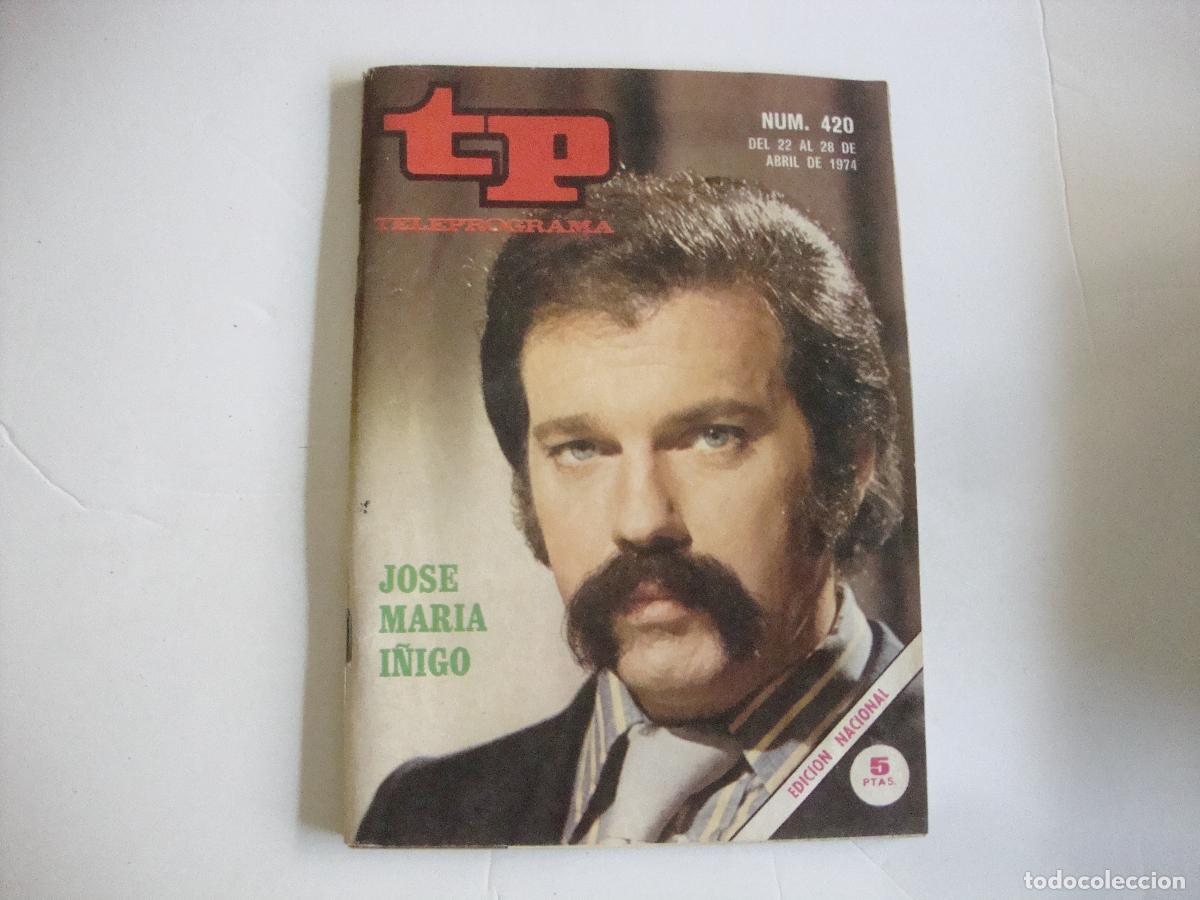 tp
TELEPROGRAMA
NUM. 420
DEL 22 AL 28 DE
ABRIL DE 1974
JOSE
MARIA
IÑIGO
EDICION NACIONAL
5
PTAS.
todocoleccion